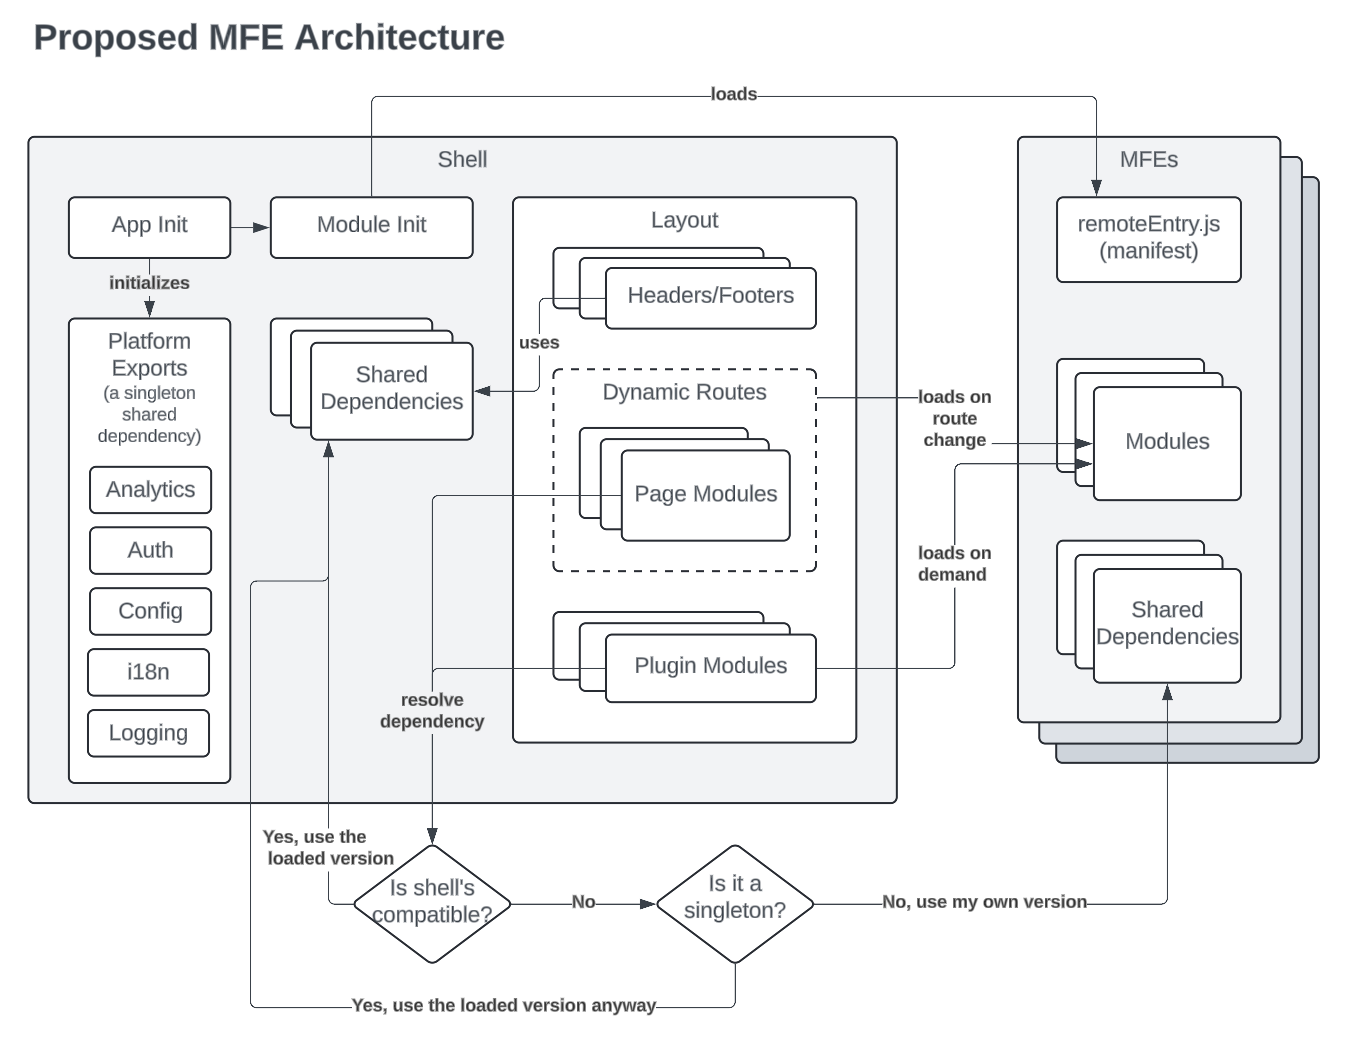 Proposed MFE Architecture
loads
Shell
MFEs
App Init
Module Init
Layout
remoteEntry.js
(manifest)
initializes
Headers/Footers
Platform
Exports
(a singleton
shared
dependency)
uses
Shared
Dependencies
Dynamic Routes
loads on
route
change
Modules
Analytics
Page Modules
Auth
loads on
demand
Config
Shared
Dependencies
i18n
Plugin Modules
resolve
dependency
Logging
Yes, use the
loaded version
Is shell's
compatible?
No
Is it a
singleton?
No, use my own version
Yes, use the loaded version anyway